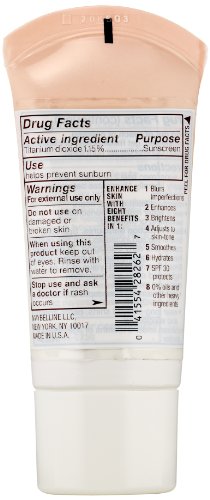 Drug Facts
Active ingredient Purpose
Titanium dioxide 1.15% Sunscreen
Use
helps prevent sunburn
Warnings
For external use only
Do not use on
damaged or
broken skin
When using this
product keep out
of eyes. Rinse with
water to remove.
Stop use and ask
a doctor if rash
occurs
MAYBELLINE LLC.
NEW YORK, NY 10017
MADE IN U.S.A.
ENHANCE
SKIN WITH
EIGHT
BENEFITS
IN 1:
1 Blurs
imperfections
2 Enhances
3 Brightens
4 Adjusts to
skin-tone
5 Smoothes
6 Hydrates
7 SPF 30
protects
8 0% oils and
other heavy
ingredients
0 41554 28262 7
PEEL FOR DRUG FACTS